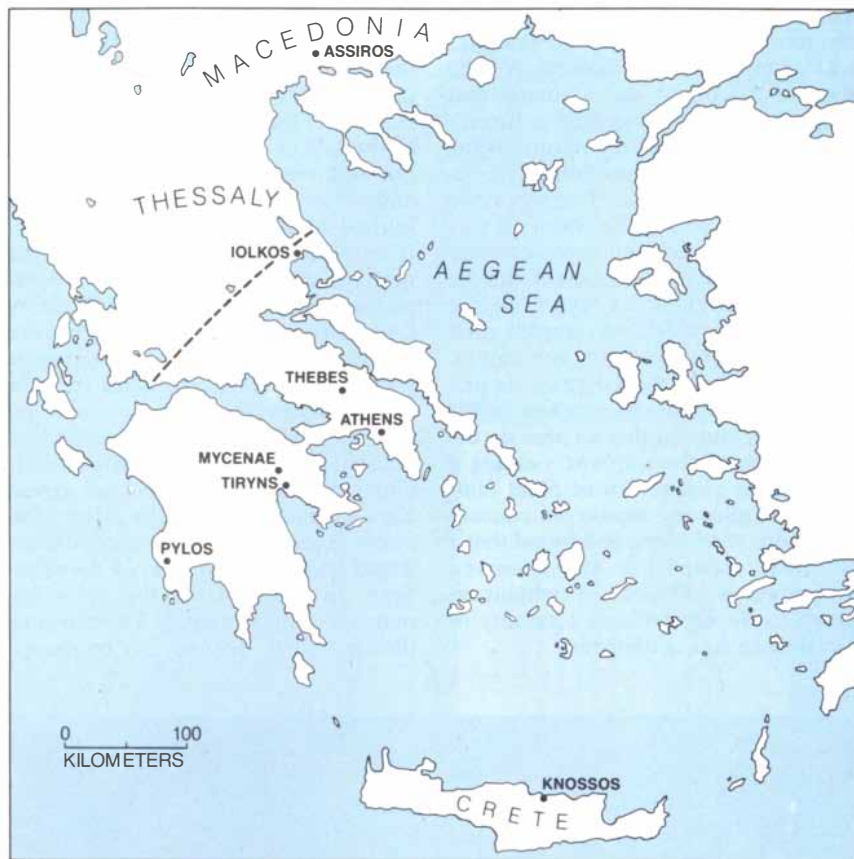 MACEDONIA
ASSIROS
THESSALY
IOLKOS
AEGEAN
SEA
THEBES
ATHENS
MYCENAE
TIRYNS
PYLOS
0 100
KILOMETERS
KNOSSOS
CRETE